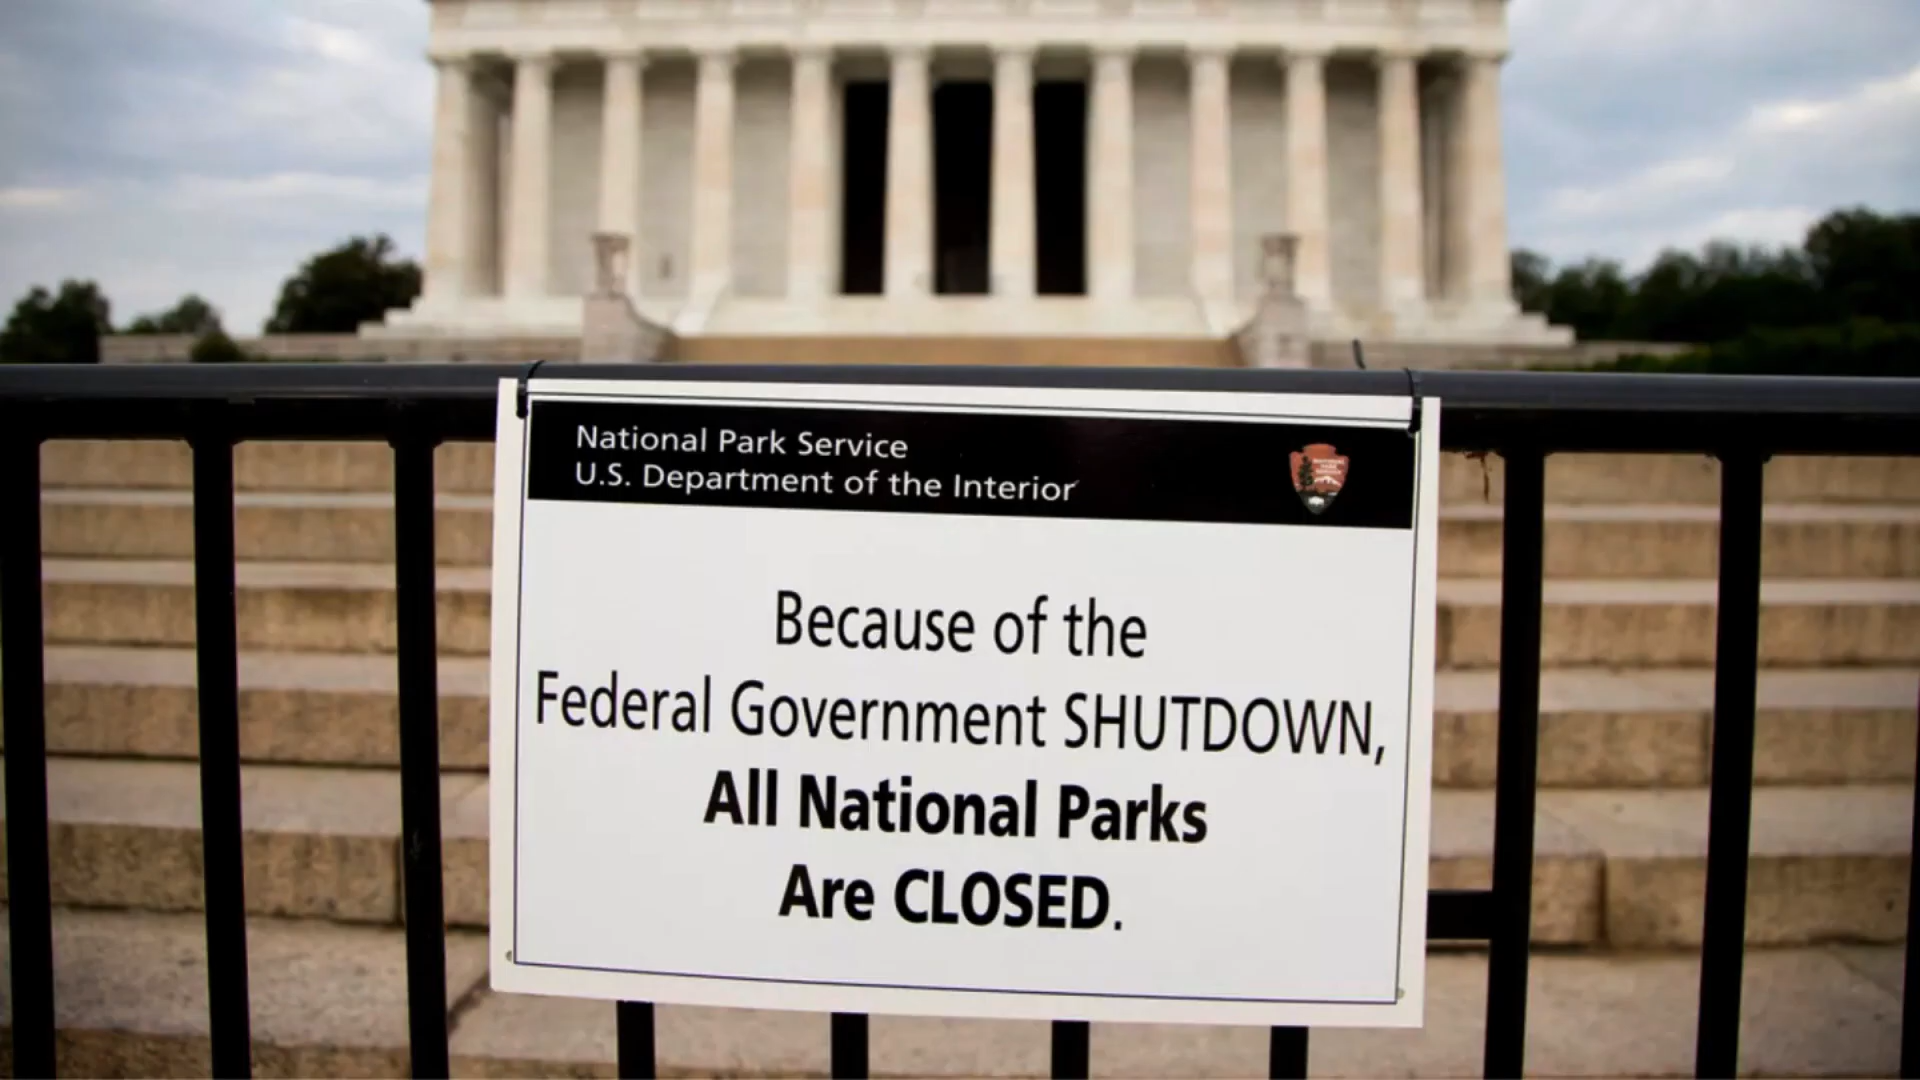 National Park Service
U.S. Department of the Interior
Because of the
Federal Government SHUTDOWN,
All National Parks
Are CLOSED.